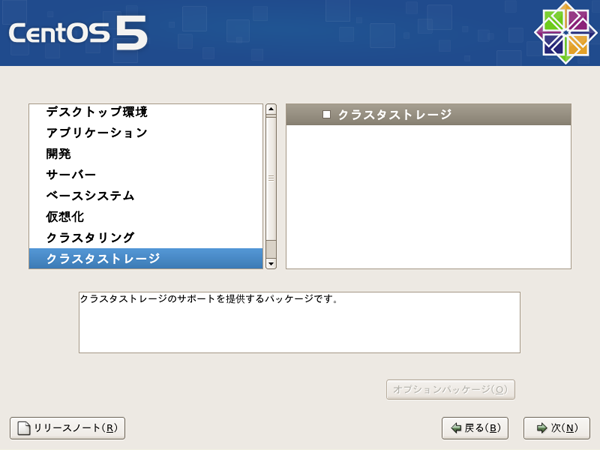 CentOS 5
デスクトップ環境
アプリケーション
開発
サーバー
ベースシステム
仮想化
クラスタリング
クラスタストレージ
クラスタストレージ
クラスタストレージのサポートを提供するパッケージです。
オプションパッケージ(O)
リリースノート(R)
戻る(B)
次(N)